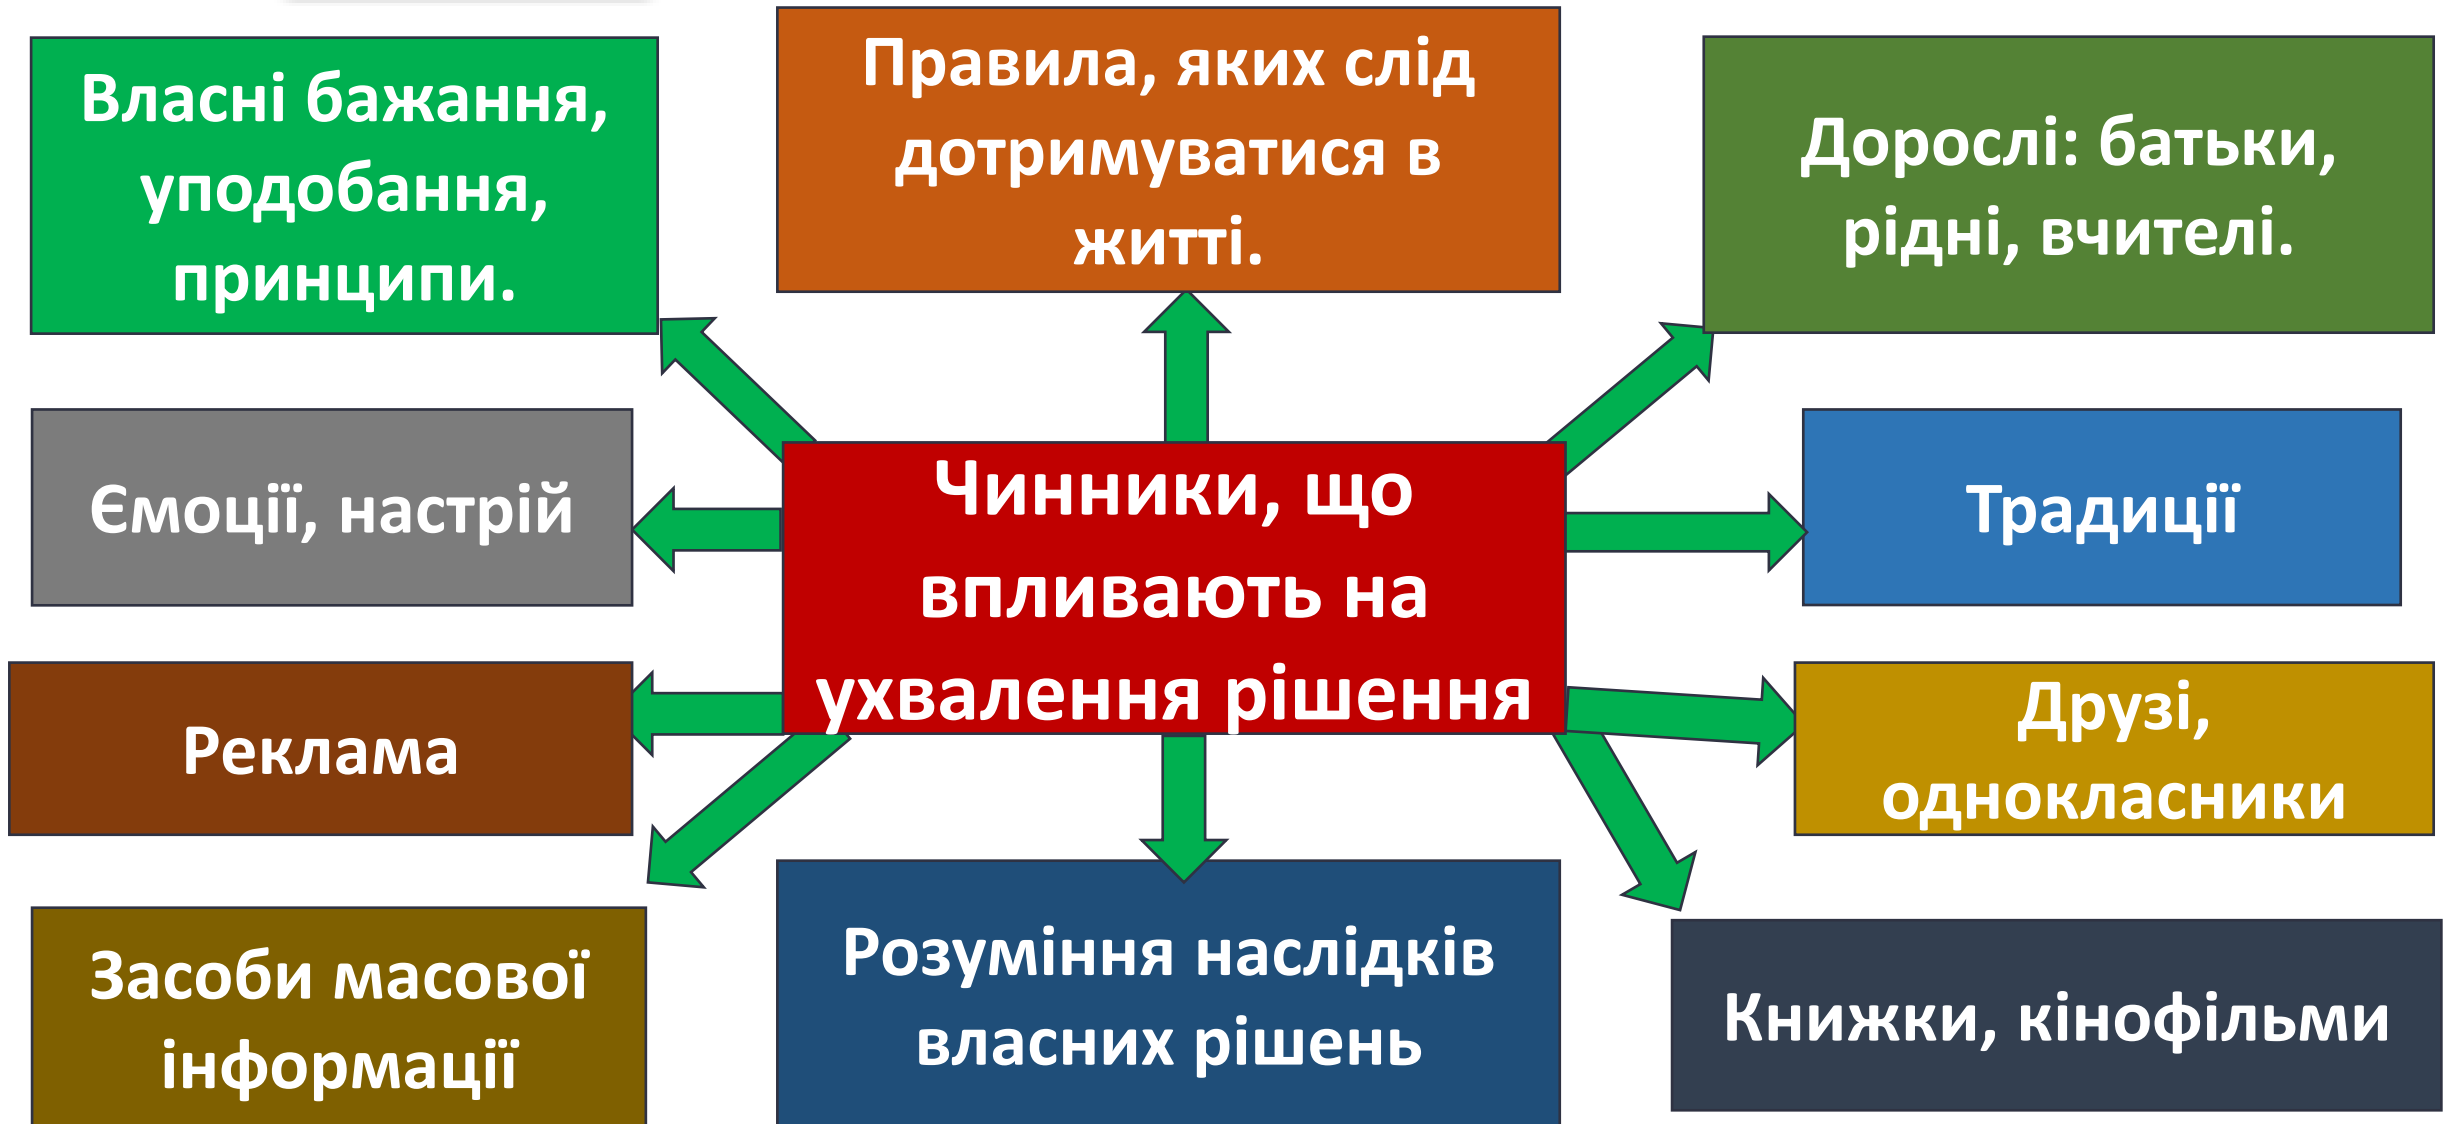 Власні бажання,
уподобання,
принципи.
Правила, яких слід
дотримуватися в
житті.
Дорослі: батьки,
рідні, вчителі.
Ємоції, настрій
Чинники, що
впливають на
ухвалення рішення
Традиції
Реклама
Друзі,
однокласники
Засоби масової
інформації
Розуміння наслідків
власних рішень
Книжки, кінофільми